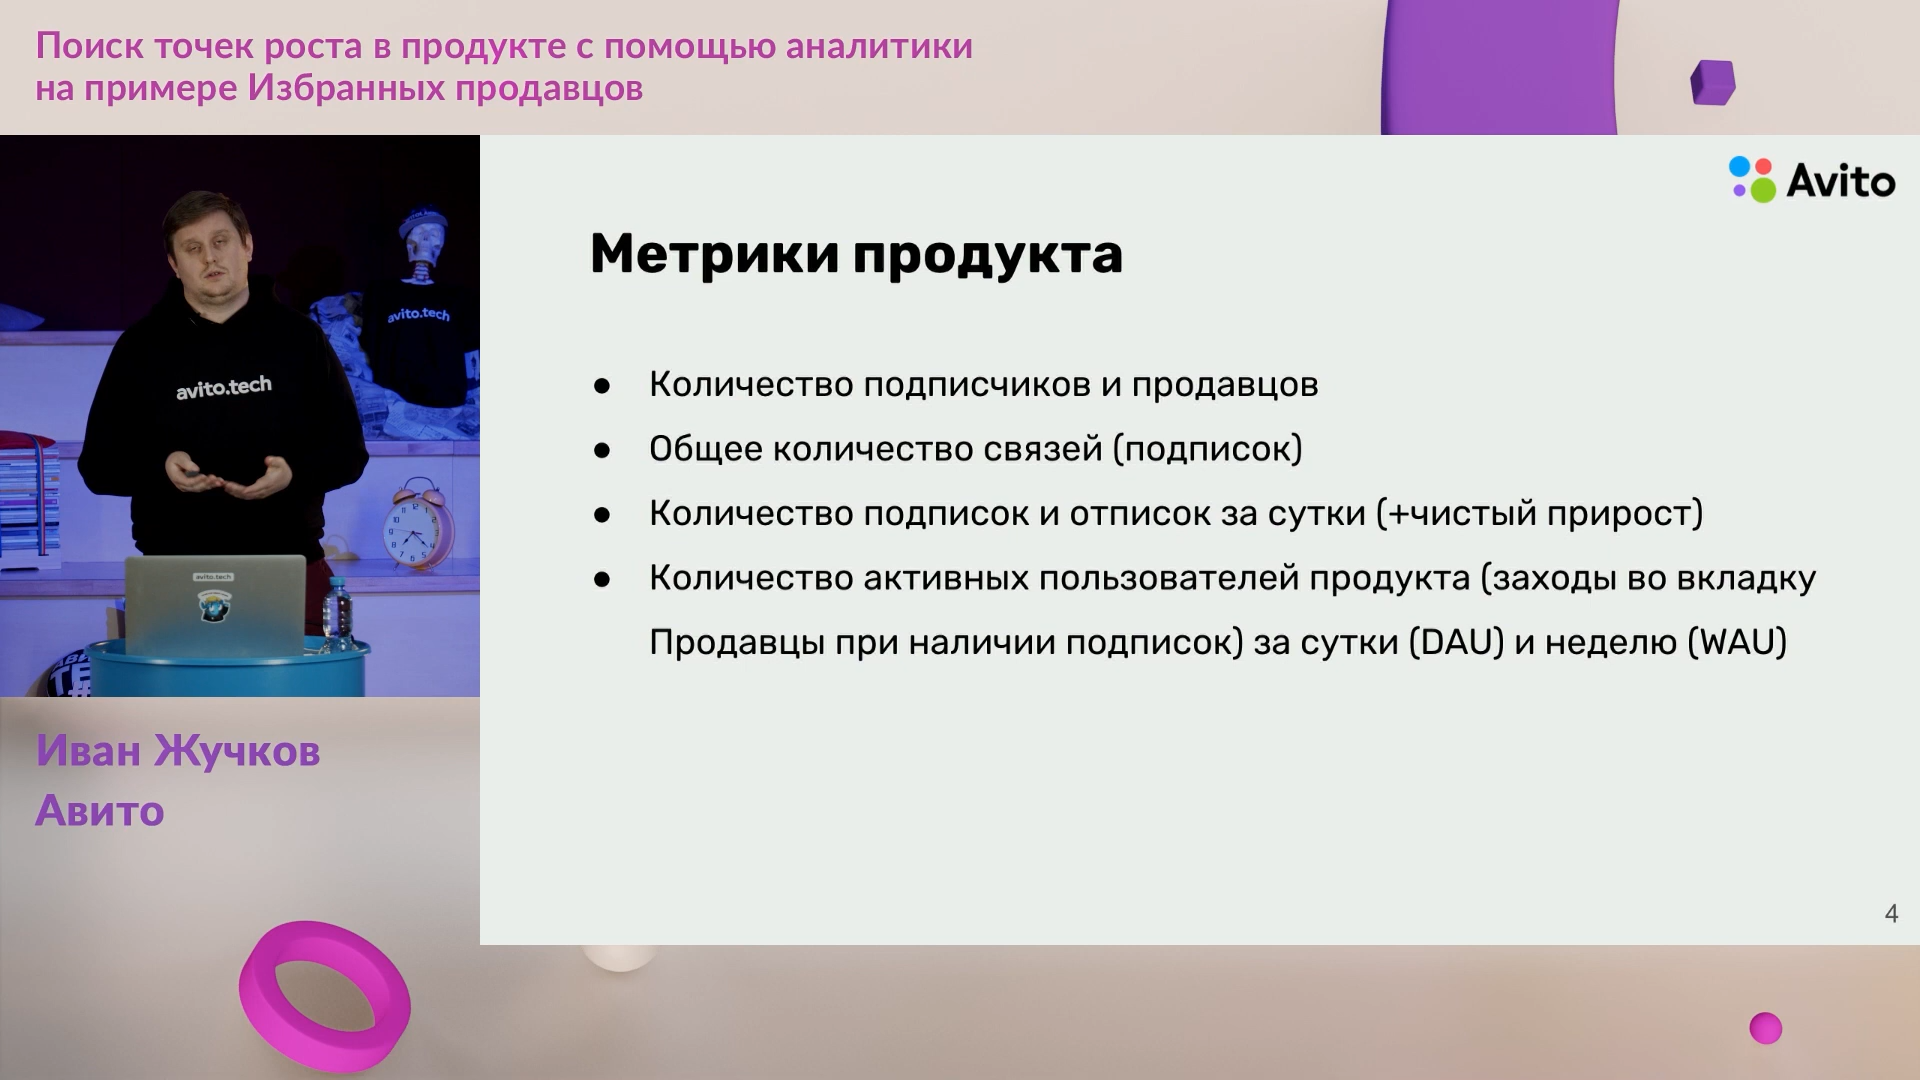 Поиск точек роста в продукте с помощью аналитики
на примере Избранных продавцов
Avito
Метрики продукта
● Количество подписчиков и продавцов
● Общее количество связей (подписок)
● Количество подписок и отписок за сутки (+чистый прирост)
● Количество активных пользователей продукта (заходы во вкладку
Продавцы при наличии подписок) за сутки (DAU) и неделю (WAU)
4
avito.tech
avito.tech
avito.tech
Иван Жучков
Авито